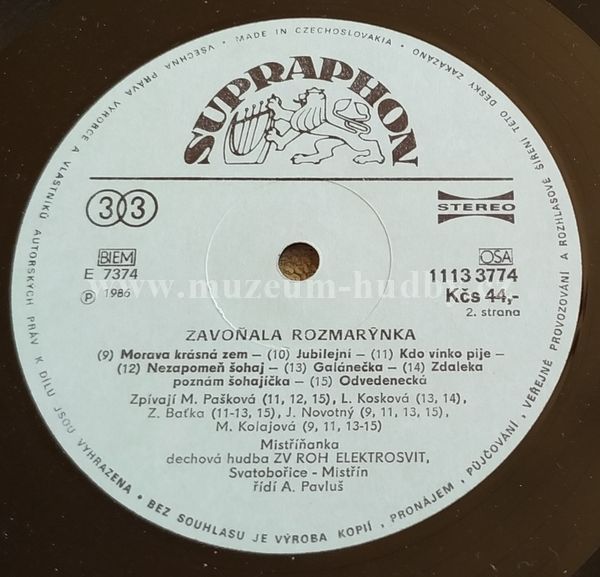 VŠECHNA PRÁVA VÝROBCE A VLASTNÍKŮ AUTORSKÝCH PRÁV K DÍLU JSOU VYHRAZENA • BEZ SOUHLASU JE VÝROBA KOPIÍ, PRONÁJEM, PŮJČOVÁNÍ, VEŘEJNÉ PROVOZOVÁNÍ A ROZHLASOVÉ ŠÍŘENÍ TÉTO DESKY ZAKÁZÁNO • MADE IN CZECHOSLOVAKIA •
SUPRAPHON
33
STEREO
BIEM
OSA
E 7374
1113 3774
Ⓟ 1986
Kčs 44,-
2. strana
www.muzeum-hudby.cz
ZAVOŇALA ROZMARÝNKA
(9) Morava krásná zem – (10) Jubilejní – (11) Kdo vínko pije –
(12) Nezapomeň šohaj – (13) Galánečka – (14) Zdaleka
poznám šohajíčka – (15) Odvedenecká
Zpívají M. Pašková (11, 12, 15), L. Kosková (13, 14),
Z. Baťka (11-13, 15), J. Novotný (9, 11, 13, 15),
M. Kolajová (9, 11, 13-15)
Mistříňanka
dechová hudba ZV ROH ELEKTROSVIT,
Svatobořice - Mistřín
řídí A. Pavluš